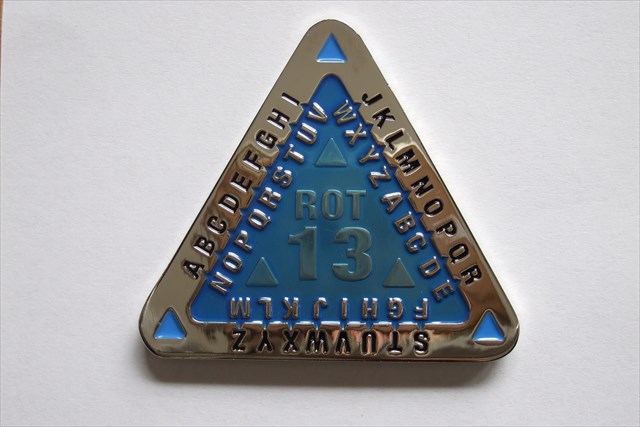 ABCDEFGHI
JKLMNOPQR
STUVWXYZ
NOPQRSTUV
WXYZABCDE
FGHIJKLM
ROT
13